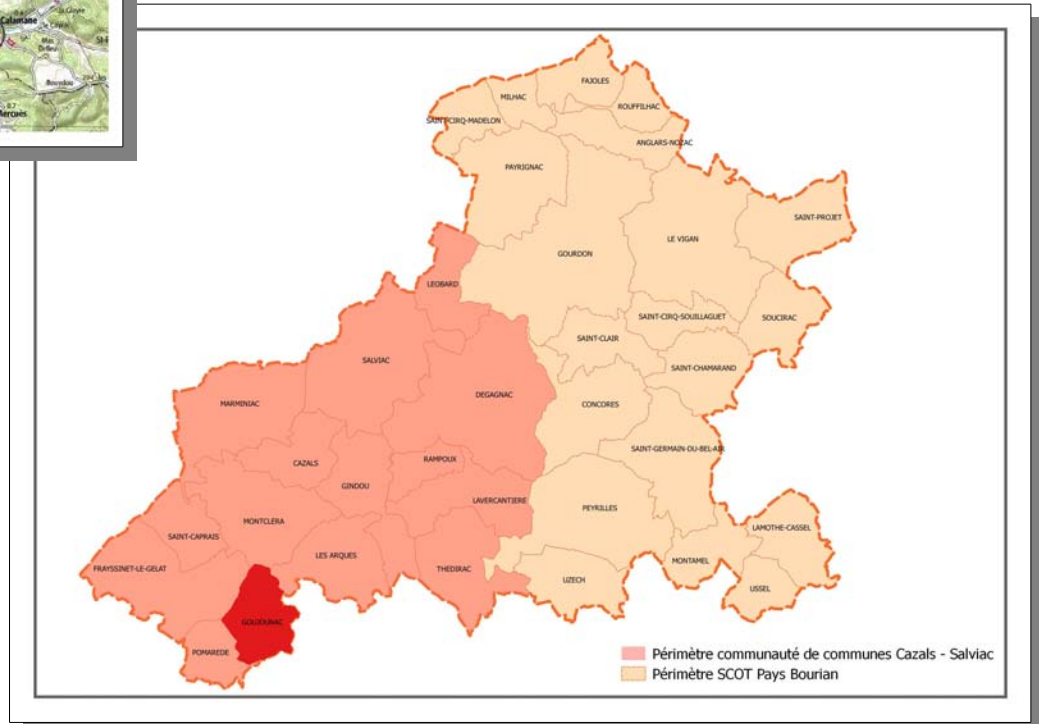 Calamane
FAJOLES
MILHAC
ROUFFILHAC
SAINT-CIRQ-MADELON
ANGLARS-NOZAC
PAYRIGNAC
SAINT-PROJET
LE VIGAN
GOURDON
LEOBARD
SAINT-CIRQ-SOUILLAGUET
SOUCIRAC
SAINT-CLAIR
SALVIAC
SAINT-CHAMARAND
DEGAGNAC
MARMINIAC
CONCORES
SAINT-GERMAIN-DU-BEL-AIR
RAMPOUX
CAZALS
GINDOU
LAVERCANTIERE
PEYRILLES
MONTCLERA
LAMOTHE-CASSEL
SAINT-CAPRAIS
LES ARQUES
MONTAMEL
FRAYSSINET-LE-GELAT
THEDIRAC
UZECH
USSEL
GOUJOUNAC
POMAREDE
Périmètre communauté de communes Cazals - Salviac
Périmètre SCOT Pays Bourian